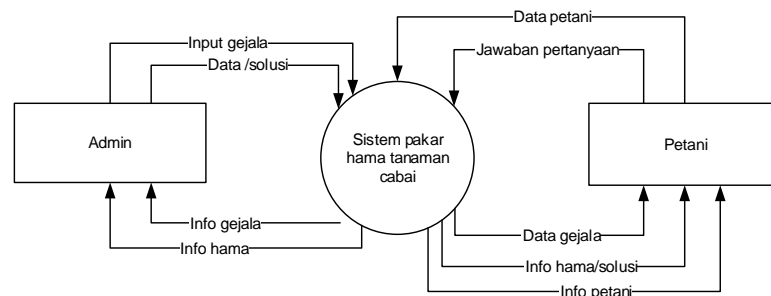 Data petani
Input gejala
Jawaban pertanyaan
Data /solusi
Admin
Sistem pakar
hama tanaman
cabai
Petani
Info gejala
Data gejala
Info hama
Info hama/solusi
Info petani